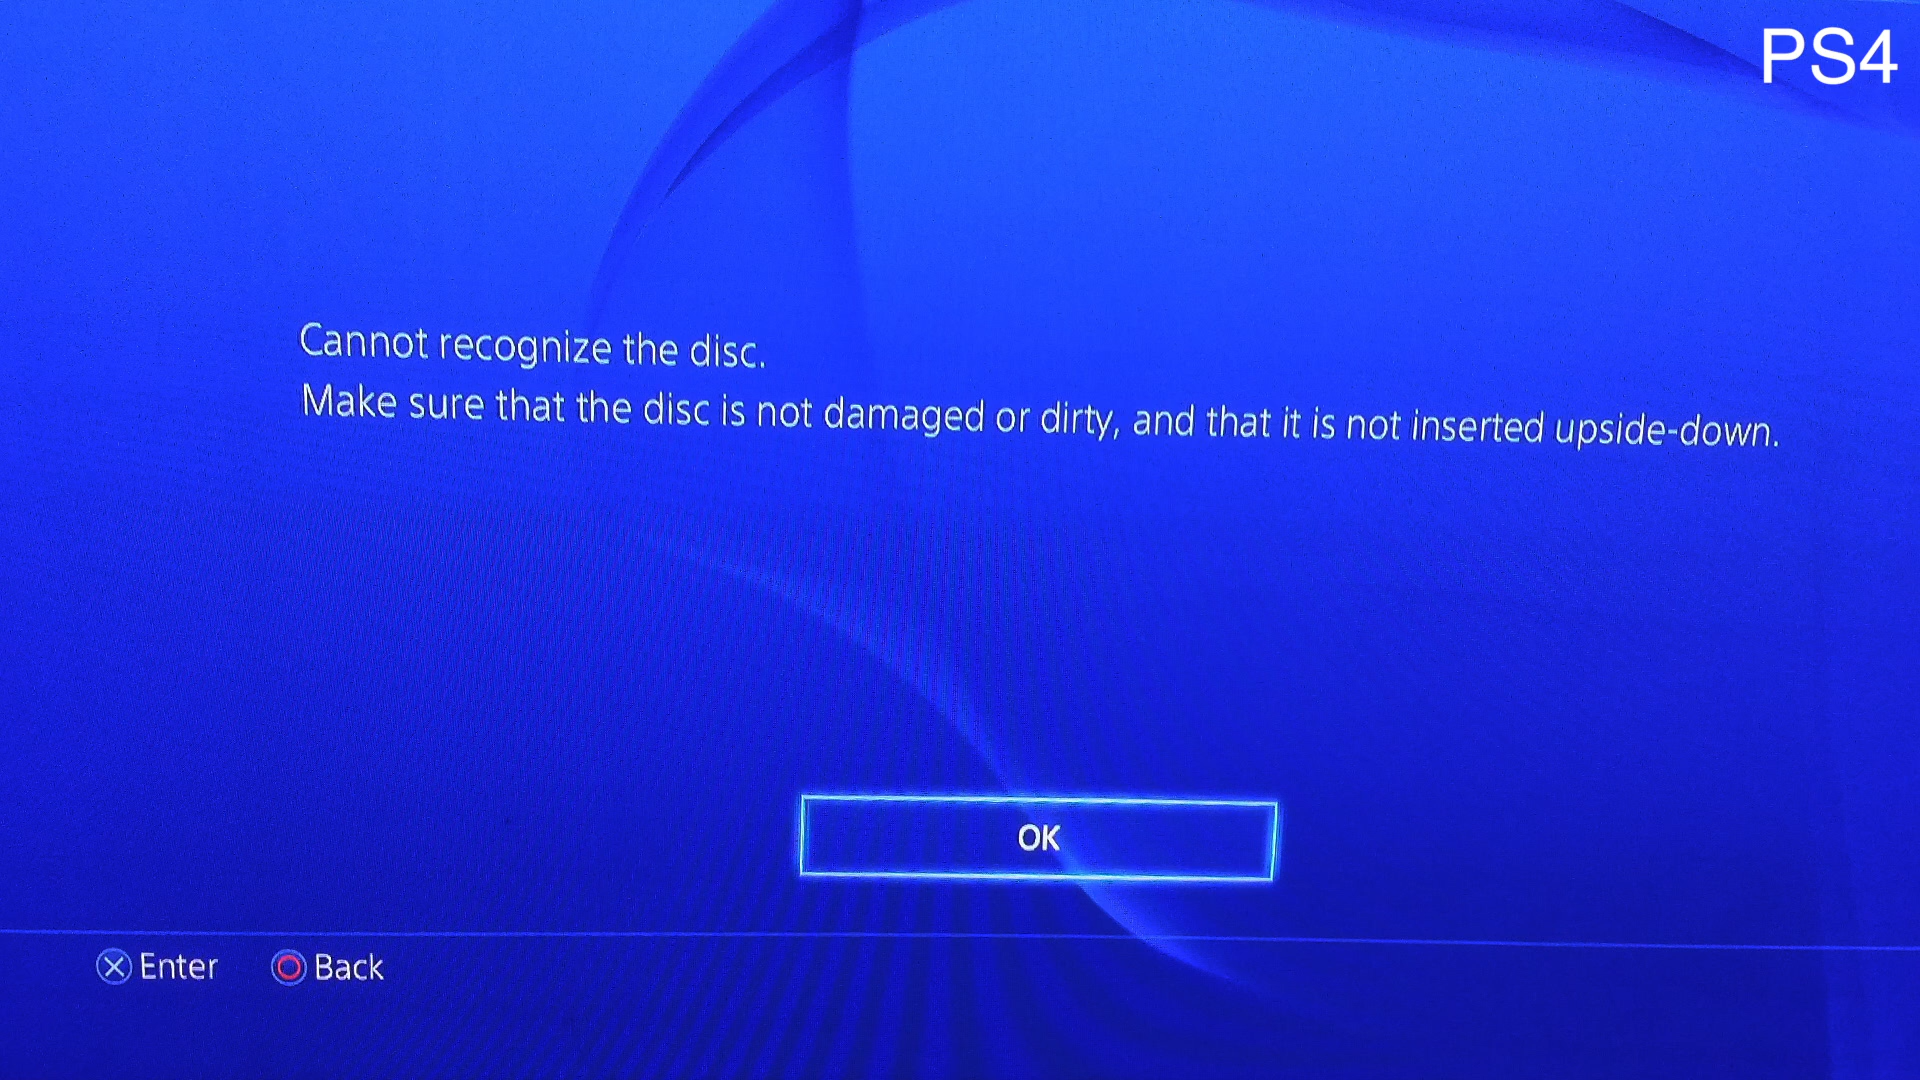 PS4
Cannot recognize the disc.
Make sure that the disc is not damaged or dirty, and that it is not inserted upside-down.
OK
Enter
Back